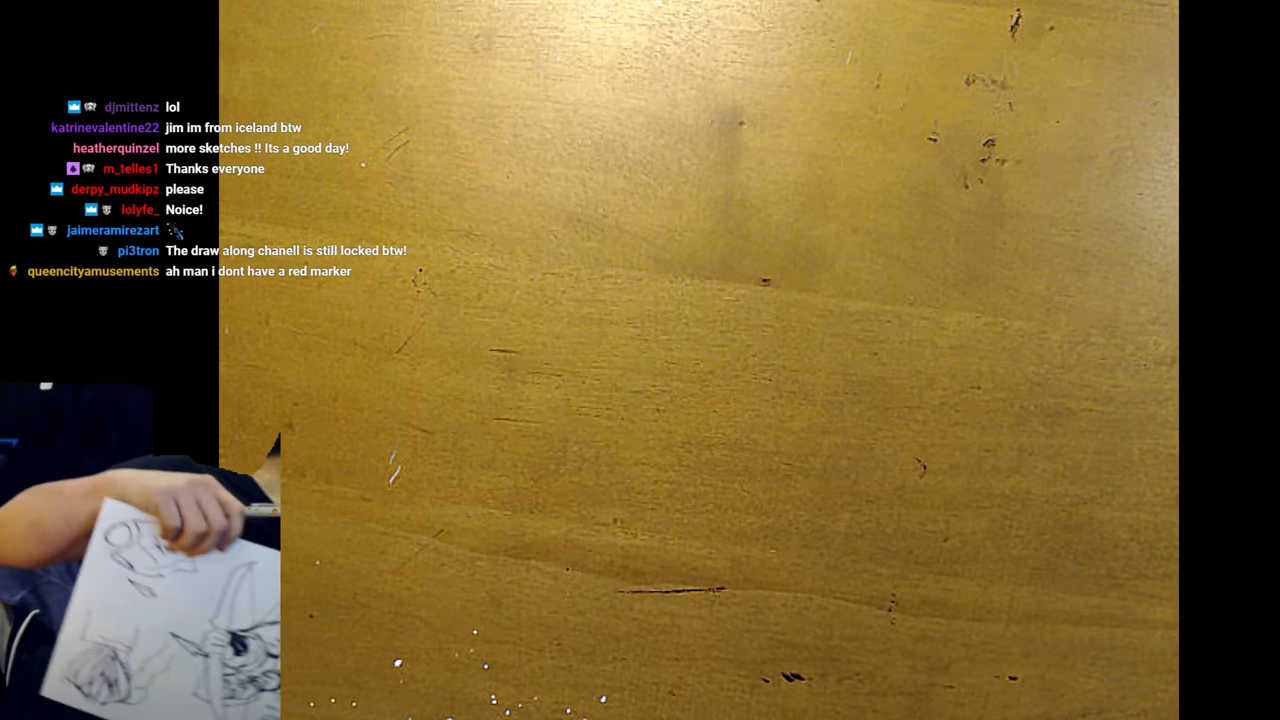 djmittenz lol
katrinevalentine22 jim im from iceland btw
heatherquinzel more sketches !! Its a good day!
m_telles1 Thanks everyone
derpy_mudkipz please
lolyfe_ Noice!
jaimeramirezart
pi3tron The draw along chanell is still locked btw!
queencityamusements ah man i dont have a red marker